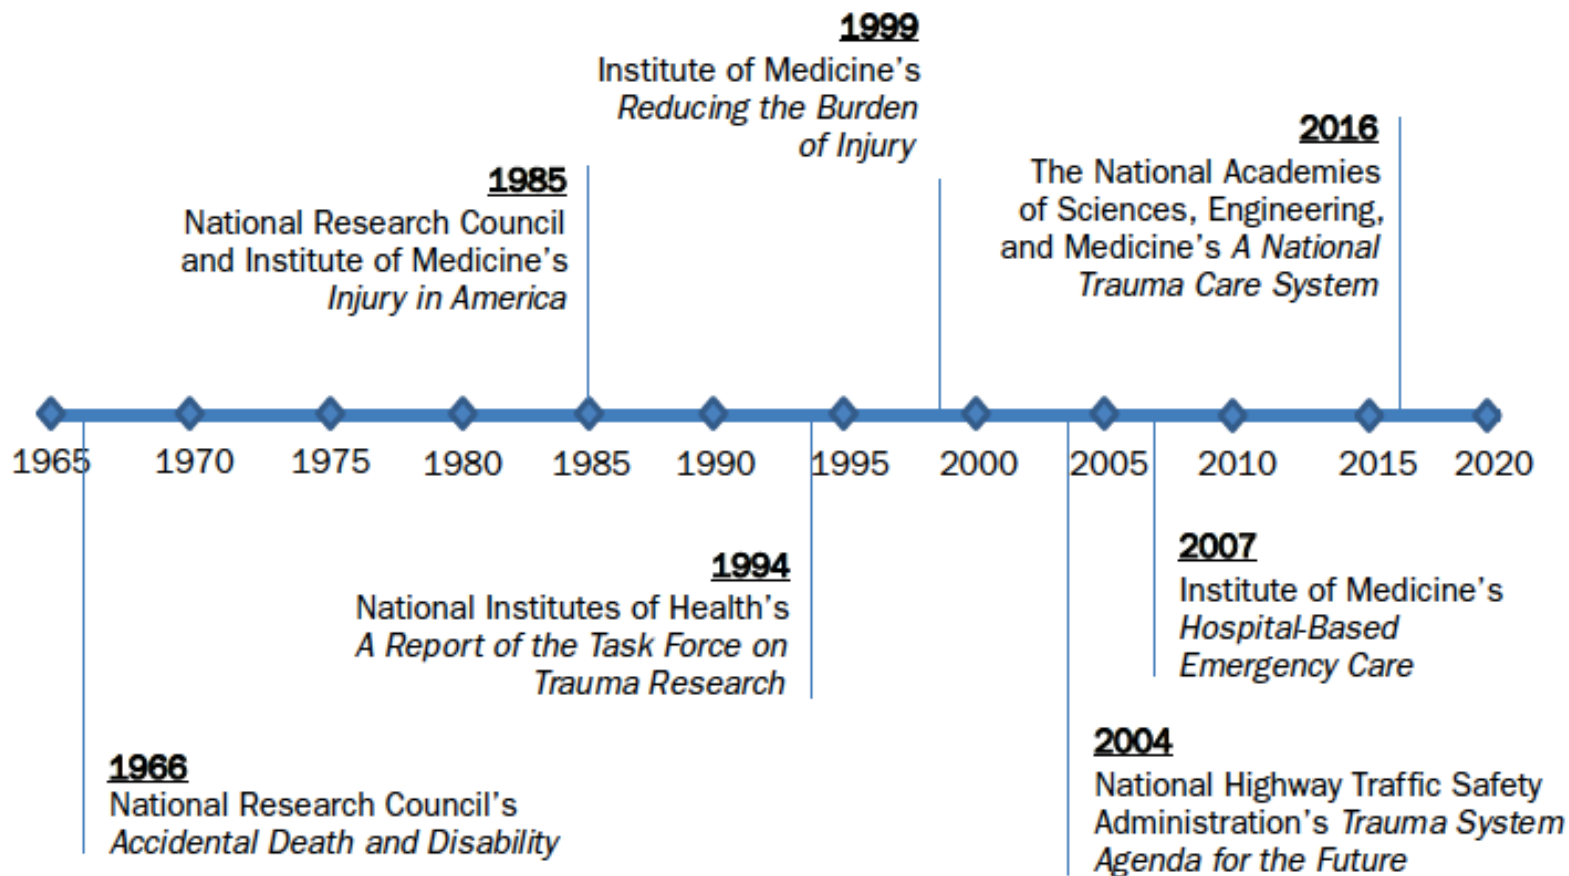 1999
Institute of Medicine's
Reducing the Burden
of Injury
2016
The National Academies
of Sciences, Engineering,
and Medicine's A National
Trauma Care System
1985
National Research Council
and Institute of Medicine's
Injury in America
1965 1970 1975 1980 1985 1990 1995 2000 2005 2010 2015 2020
1994
National Institutes of Health's
A Report of the Task Force on
Trauma Research
2007
Institute of Medicine's
Hospital-Based
Emergency Care
1966
National Research Council's
Accidental Death and Disability
2004
National Highway Traffic Safety
Administration's Trauma System
Agenda for the Future